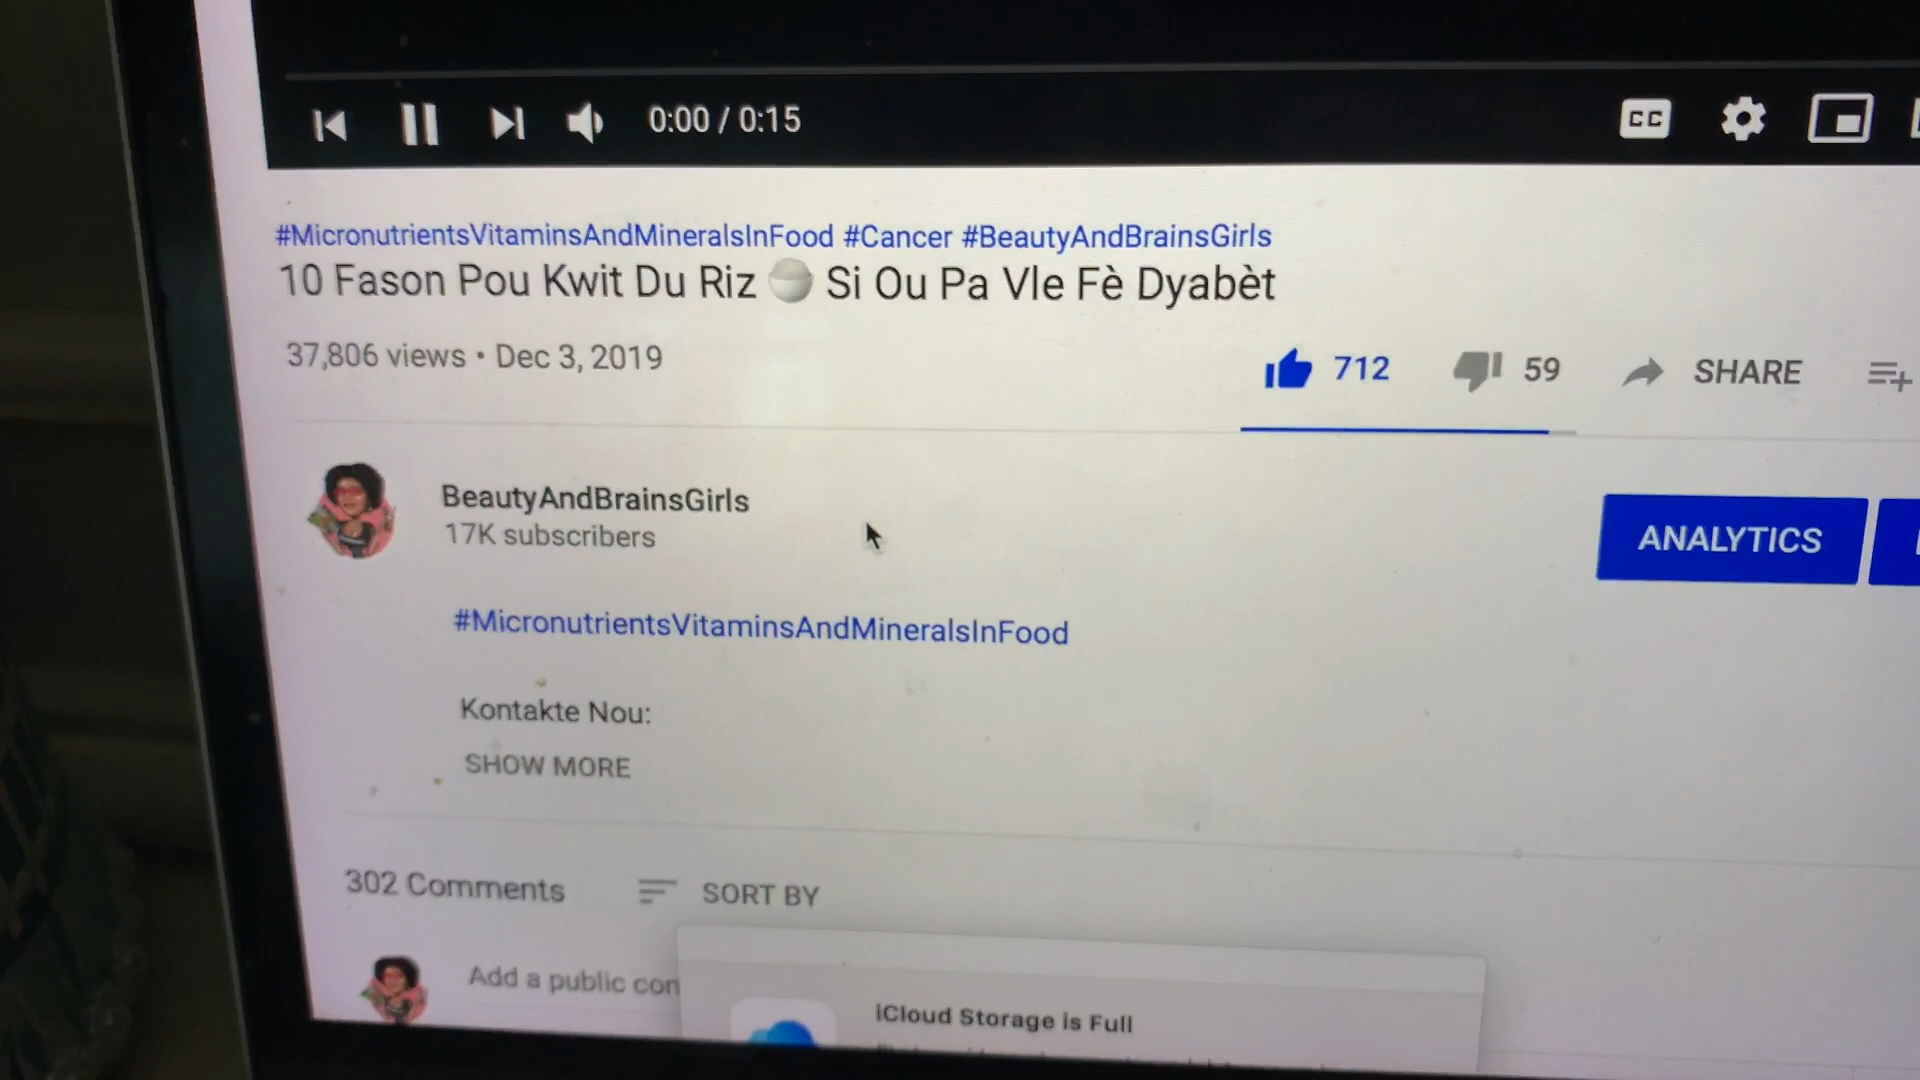 0:00 / 0:15
CC
#MicronutrientsVitaminsAndMineralsInFood #Cancer #BeautyAndBrainsGirls
10 Fason Pou Kwit Du Riz 🍚 Si Ou Pa Vle Fè Dyabèt
37,806 views • Dec 3, 2019
712 59 SHARE
BeautyAndBrainsGirls
17K subscribers
ANALYTICS
#MicronutrientsVitaminsAndMineralsInFood
Kontakte Nou:
SHOW MORE
302 Comments SORT BY
Add a public
iCloud Storage is Full